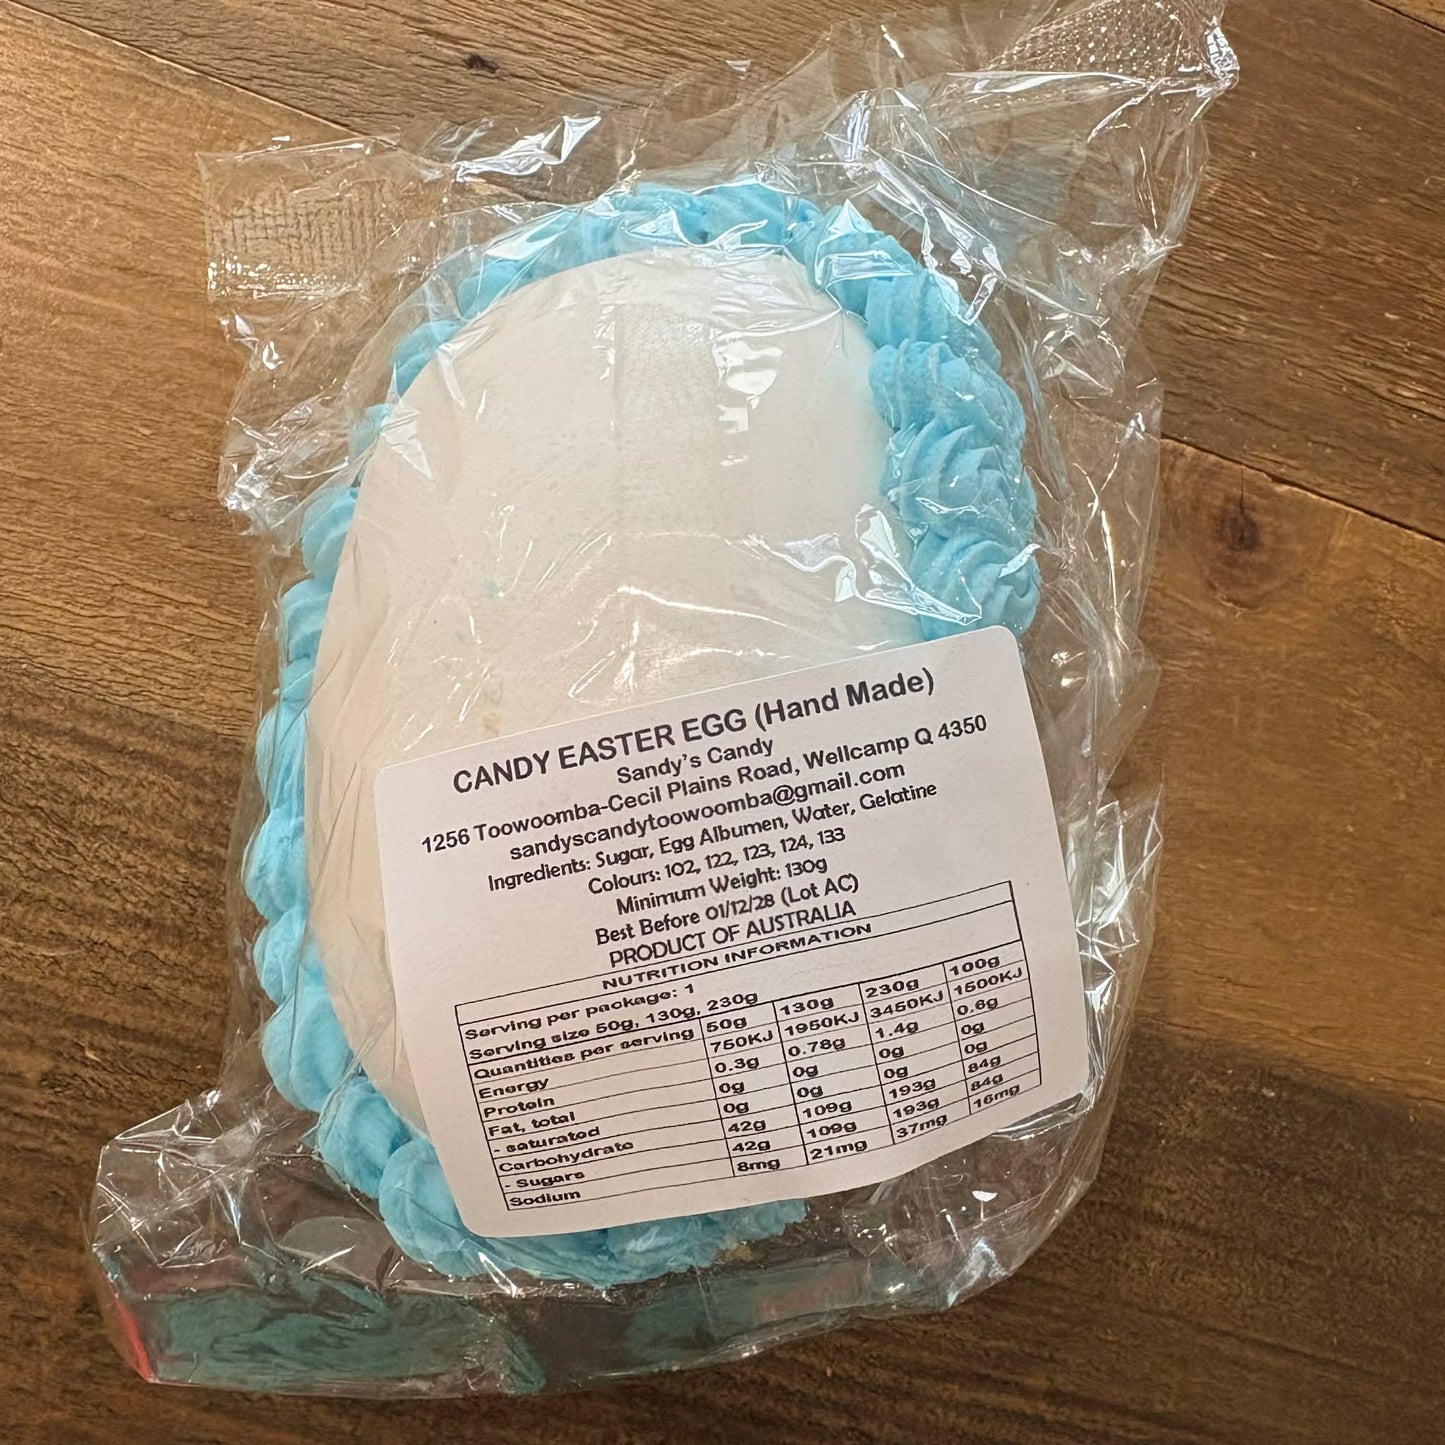 CANDY EASTER EGG (Hand Made)
Sandy's Candy
1256 Toowoomba-Cecil Plains Road, Wellcamp Q 4350
sandyscandytoowoomba@gmail.com
Ingredients: Sugar, Egg Albumen, Water, Gelatine
Colours: 102, 122, 123, 124, 133
Minimum Weight: 130g
Best Before 01/12/28 (Lot AC)
PRODUCT OF AUSTRALIA
NUTRITION INFORMATION
Serving per package: 1
Serving size 50g, 130g, 230g
Quantities per serving 50g 130g 230g 100g
Energy 750KJ 1950KJ 3450KJ 1500KJ
Protein 0.3g 0.78g 1.4g 0.6g
Fat, total 0g 0g 0g 0g
- saturated 0g 0g 0g 0g
Carbohydrate 42g 109g 193g 84g
- Sugars 42g 109g 193g 84g
Sodium 8mg 21mg 37mg 16mg